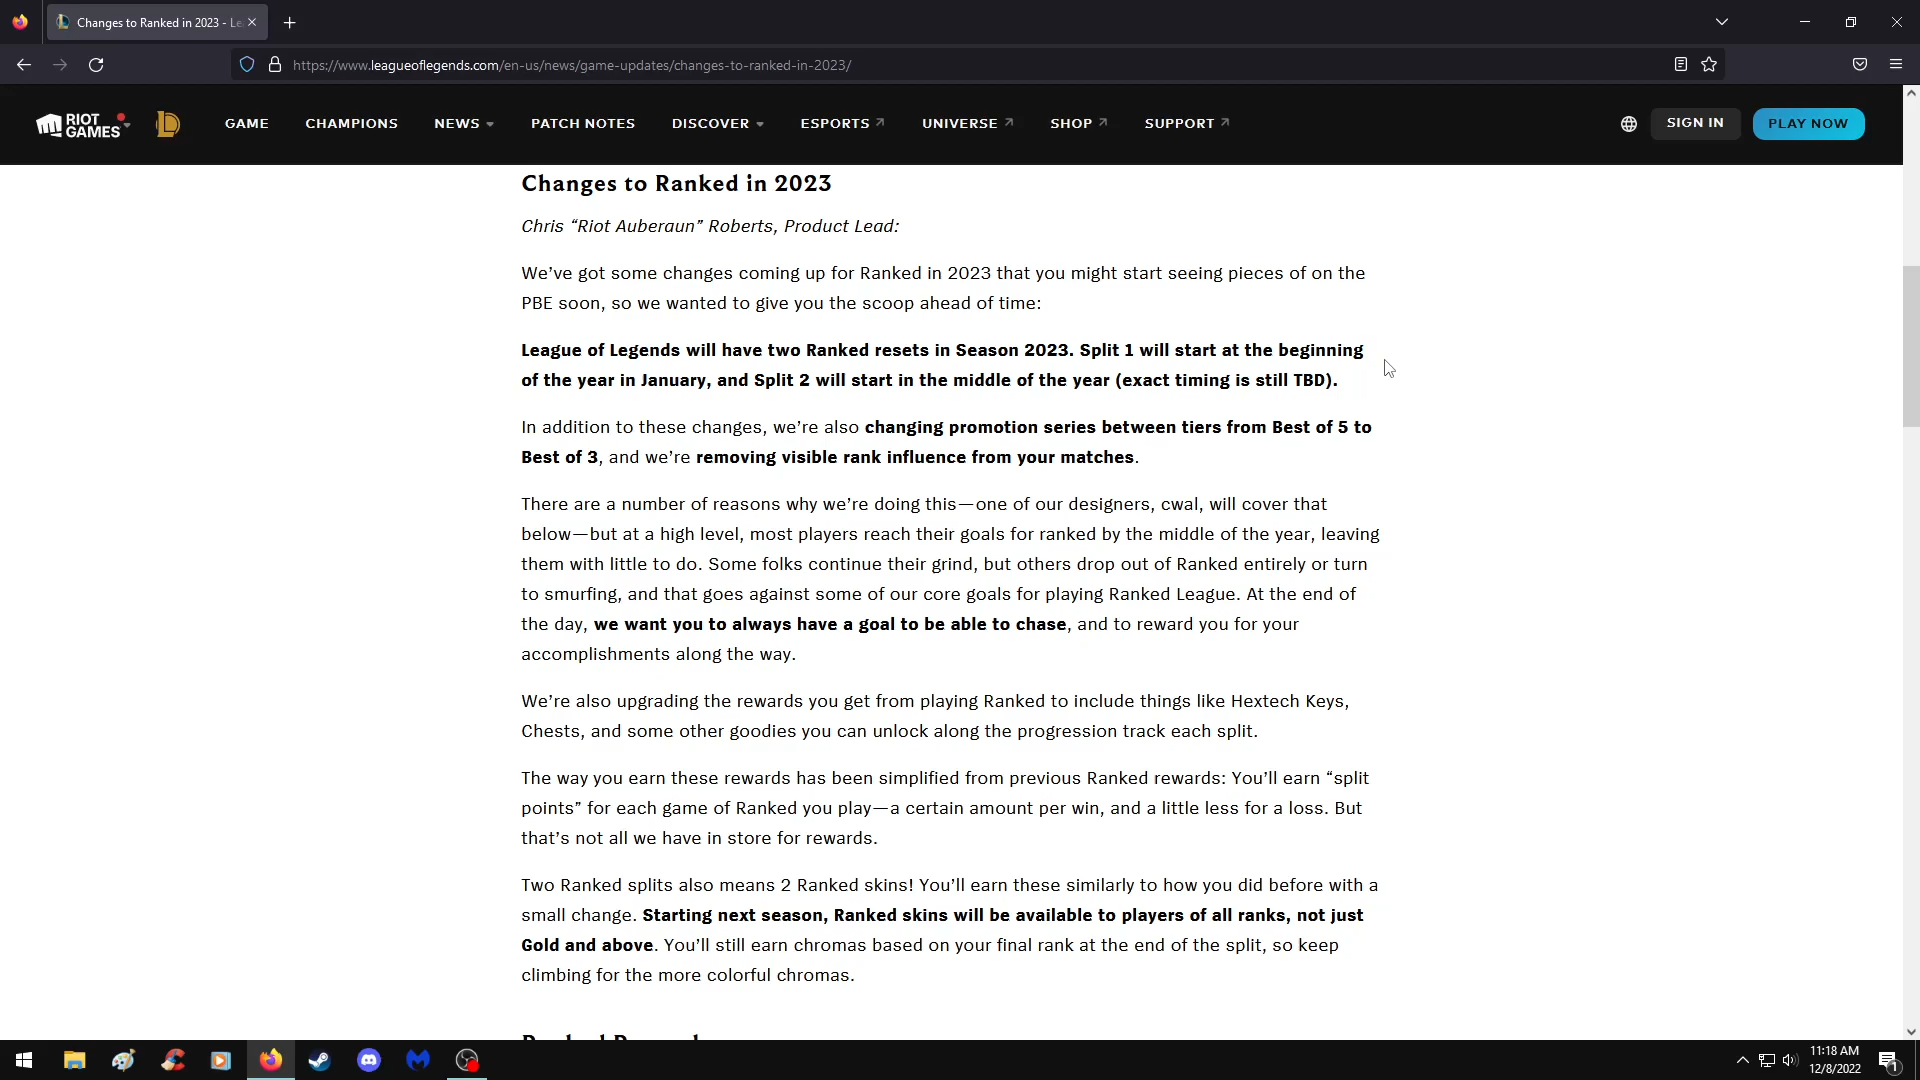 Changes to Ranked in 2023 - Le
https://www.leagueoflegends.com/en-us/news/game-updates/changes-to-ranked-in-2023/
RIOT GAMES
GAME
CHAMPIONS
NEWS
PATCH NOTES
DISCOVER
ESPORTS
UNIVERSE
SHOP
SUPPORT
SIGN IN
PLAY NOW
Changes to Ranked in 2023
Chris “Riot Auberaun” Roberts, Product Lead:
We’ve got some changes coming up for Ranked in 2023 that you might start seeing pieces of on the
PBE soon, so we wanted to give you the scoop ahead of time:
League of Legends will have two Ranked resets in Season 2023. Split 1 will start at the beginning
of the year in January, and Split 2 will start in the middle of the year (exact timing is still TBD).
In addition to these changes, we’re also changing promotion series between tiers from Best of 5 to
Best of 3, and we’re removing visible rank influence from your matches.
There are a number of reasons why we’re doing this—one of our designers, cwal, will cover that
below—but at a high level, most players reach their goals for ranked by the middle of the year, leaving
them with little to do. Some folks continue their grind, but others drop out of Ranked entirely or turn
to smurfing, and that goes against some of our core goals for playing Ranked League. At the end of
the day, we want you to always have a goal to be able to chase, and to reward you for your
accomplishments along the way.
We’re also upgrading the rewards you get from playing Ranked to include things like Hextech Keys,
Chests, and some other goodies you can unlock along the progression track each split.
The way you earn these rewards has been simplified from previous Ranked rewards: You’ll earn “split
points” for each game of Ranked you play—a certain amount per win, and a little less for a loss. But
that’s not all we have in store for rewards.
Two Ranked splits also means 2 Ranked skins! You’ll earn these similarly to how you did before with a
small change. Starting next season, Ranked skins will be available to players of all ranks, not just
Gold and above. You’ll still earn chromas based on your final rank at the end of the split, so keep
climbing for the more colorful chromas.
11:18 AM
12/8/2022
1